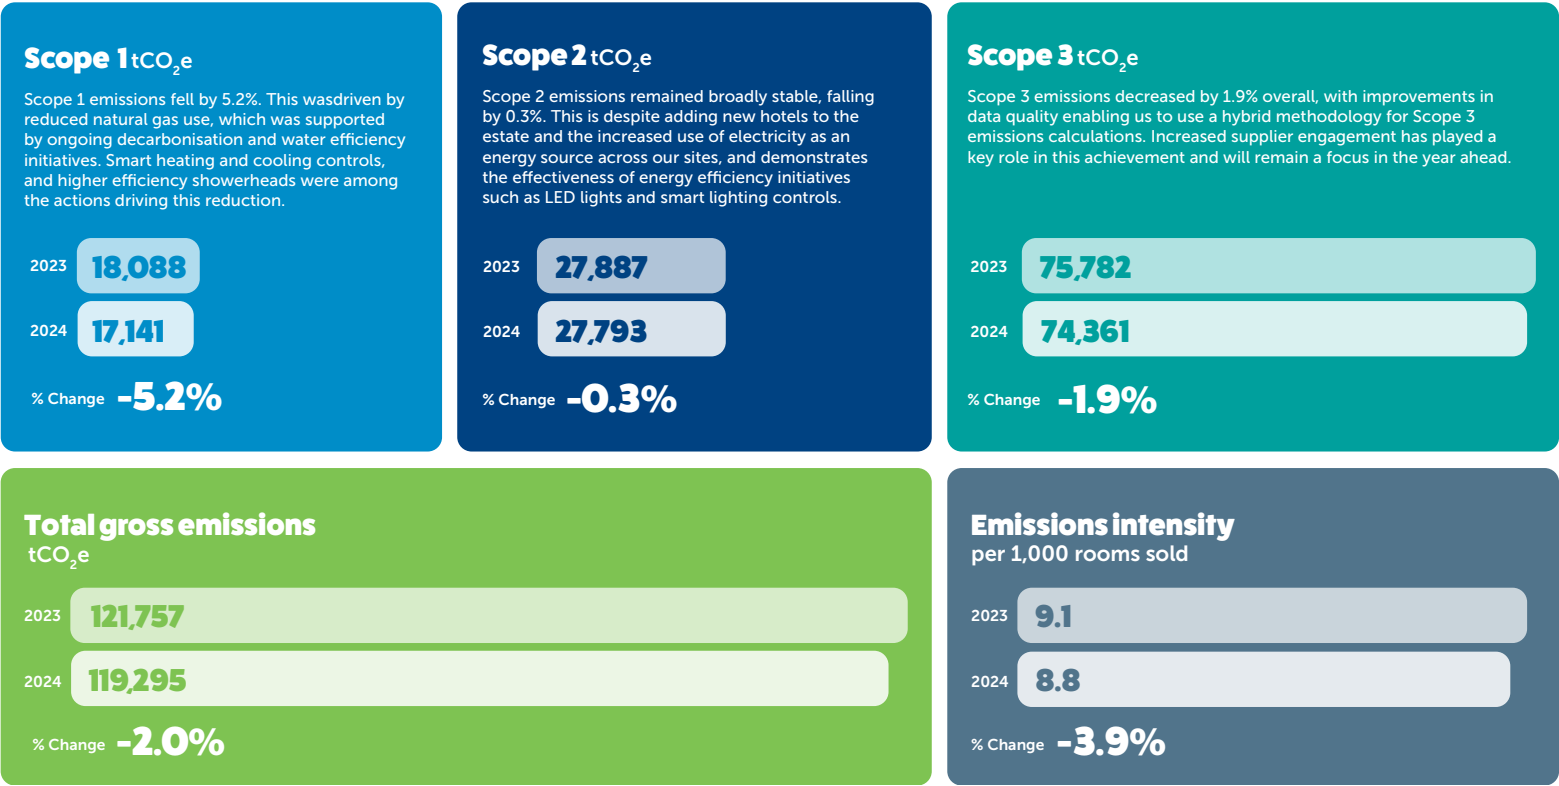 Scope 1 tCO₂e
Scope 1 emissions fell by 5.2%. This wasdriven by
reduced natural gas use, which was supported
by ongoing decarbonisation and water efficiency
initiatives. Smart heating and cooling controls,
and higher efficiency showerheads were among
the actions driving this reduction.
2023 18,088
2024 17,141
% Change -5.2%
Scope 2 tCO₂e
Scope 2 emissions remained broadly stable, falling
by 0.3%. This is despite adding new hotels to the
estate and the increased use of electricity as an
energy source across our sites, and demonstrates
the effectiveness of energy efficiency initiatives
such as LED lights and smart lighting controls.
2023 27,887
2024 27,793
% Change -0.3%
Scope 3 tCO₂e
Scope 3 emissions decreased by 1.9% overall, with improvements in
data quality enabling us to use a hybrid methodology for Scope 3
emissions calculations. Increased supplier engagement has played a
key role in this achievement and will remain a focus in the year ahead.
2023 75,782
2024 74,361
% Change -1.9%
Total gross emissions
tCO₂e
2023 121,757
2024 119,295
% Change -2.0%
Emissions intensity
per 1,000 rooms sold
2023 9.1
2024 8.8
% Change -3.9%